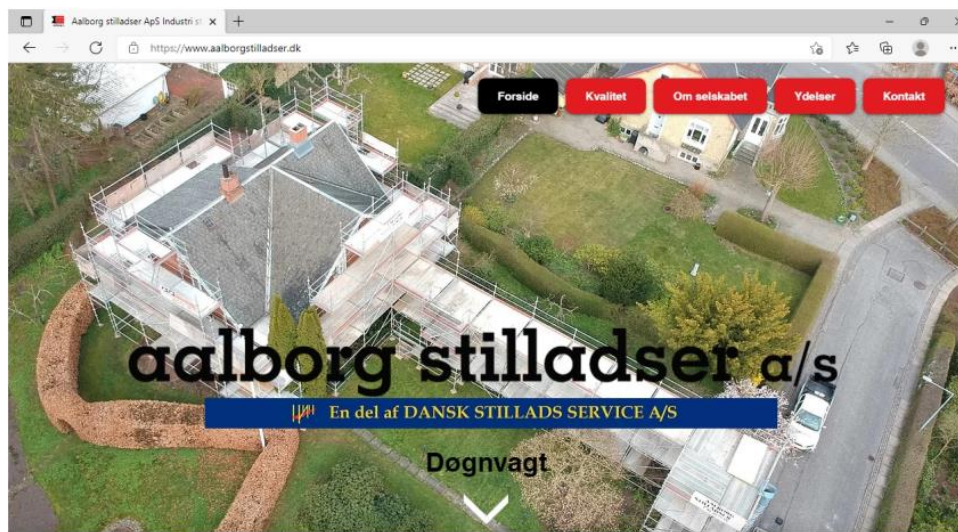 Aalborg stilladser ApS Industri st
https://www.aalborgstilladser.dk
Forside
Kvalitet
Om selskabet
Ydelser
Kontakt
aalborg stilladser a/s
En del af DANSK STILLADS SERVICE A/S
Døgnvagt